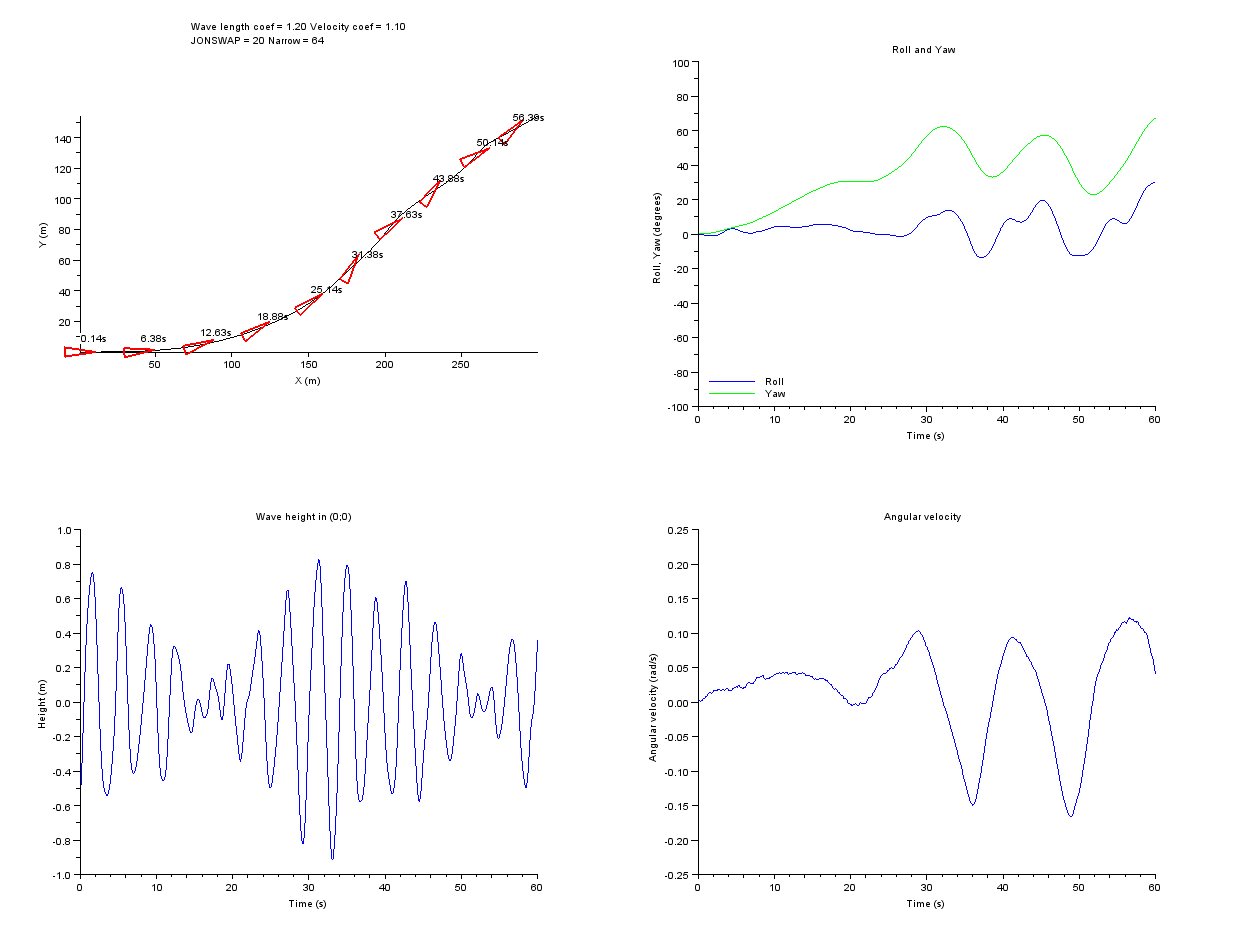 Wave length coef = 1.20 Velocity coef = 1.10
JONSWAP = 20 Narrow = 64
140
120
100
80
60
40
20
Y (m)
0.14s
6.38s
12.63s
18.88s
25.14s
31.38s
37.63s
43.88s
50.14s
56.39s
50 100 150 200 250
X (m)
Roll and Yaw
100
80
60
40
20
0
-20
-40
-60
-80
-100
Roll, Yaw (degrees)
Roll
Yaw
0 10 20 30 40 50 60
Time (s)
Wave height in (0;0)
1.0
0.8
0.6
0.4
0.2
0.0
-0.2
-0.4
-0.6
-0.8
-1.0
Height (m)
0 10 20 30 40 50 60
Time (s)
Angular velocity
0.25
0.20
0.15
0.10
0.05
0.00
-0.05
-0.10
-0.15
-0.20
-0.25
Angular velocity (rad/s)
0 10 20 30 40 50 60
Time (s)